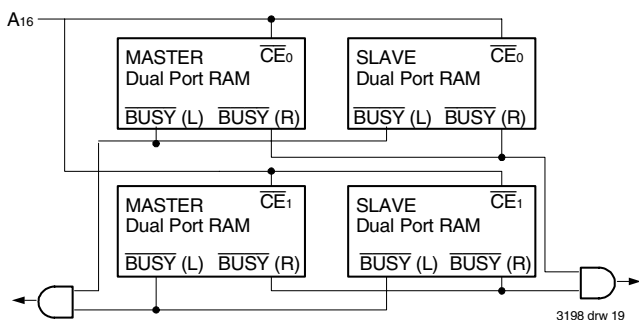 A16
MASTER CE0
Dual Port RAM
BUSY (L) BUSY (R)
SLAVE CE0
Dual Port RAM
BUSY (L) BUSY (R)
MASTER CE1
Dual Port RAM
BUSY (L) BUSY (R)
SLAVE CE1
Dual Port RAM
BUSY (L) BUSY (R)
3198 drw 19